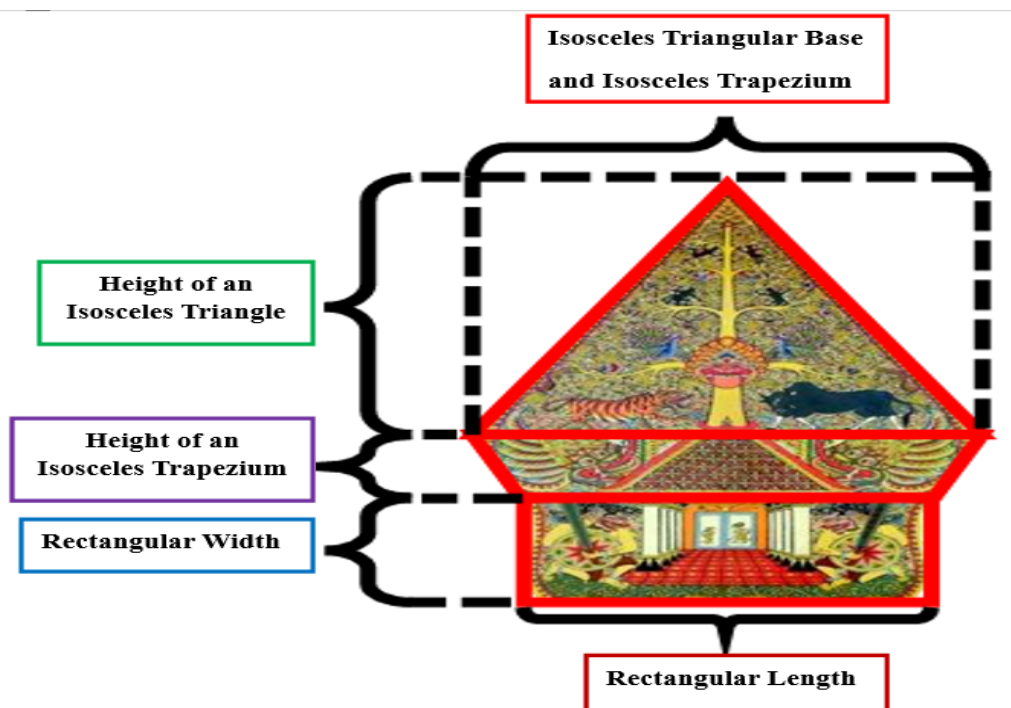 Isosceles Triangular Base
and Isosceles Trapezium
Height of an
Isosceles Triangle
Height of an
Isosceles Trapezium
Rectangular Width
Rectangular Length